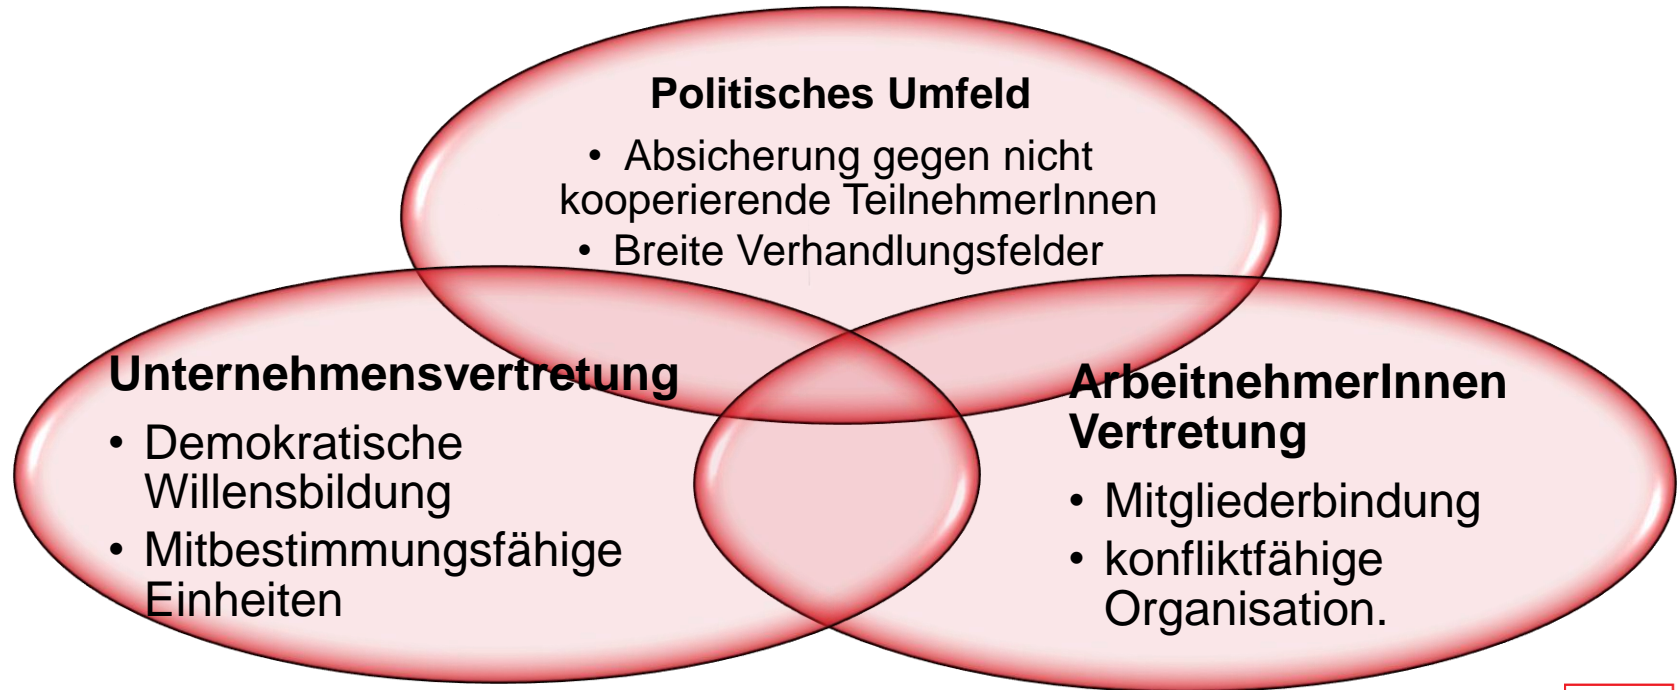 Politisches Umfeld
• Absicherung gegen nicht
kooperierende TeilnehmerInnen
• Breite Verhandlungsfelder
Unternehmensvertretung
• Demokratische
Willensbildung
• Mitbestimmungsfähige
Einheiten
ArbeitnehmerInnen
Vertretung
• Mitgliederbindung
• konfliktfähige
Organisation.